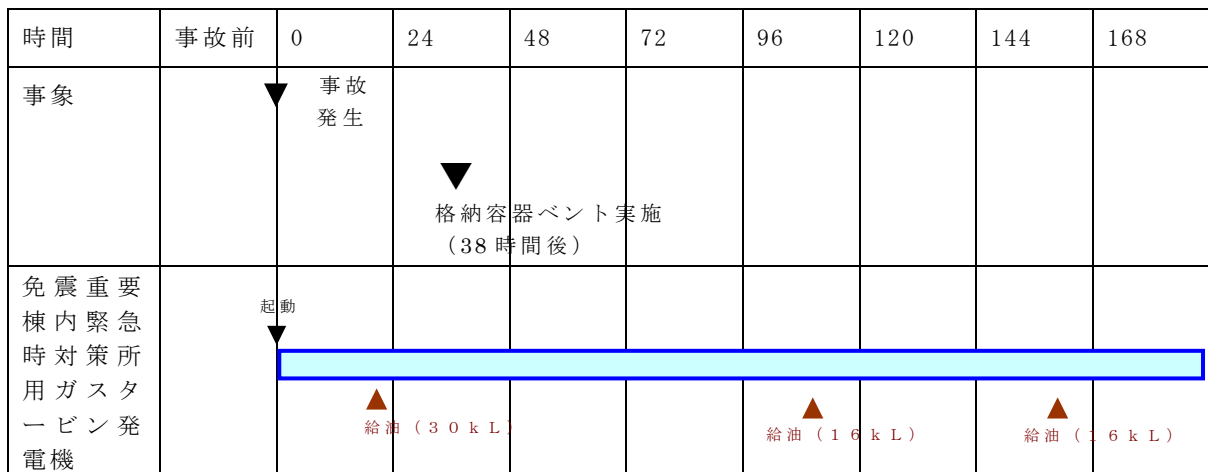 時間 事故前 0 24 48 72 96 120 144 168
事象
事故
発生
格納容器ベント実施
（38時間後）
免震重要
棟内緊急
時対策所
用ガスタ
ービン発
電機
起動
給油（３０ｋＬ）
給油（１６ｋＬ）
給油（１６ｋＬ）